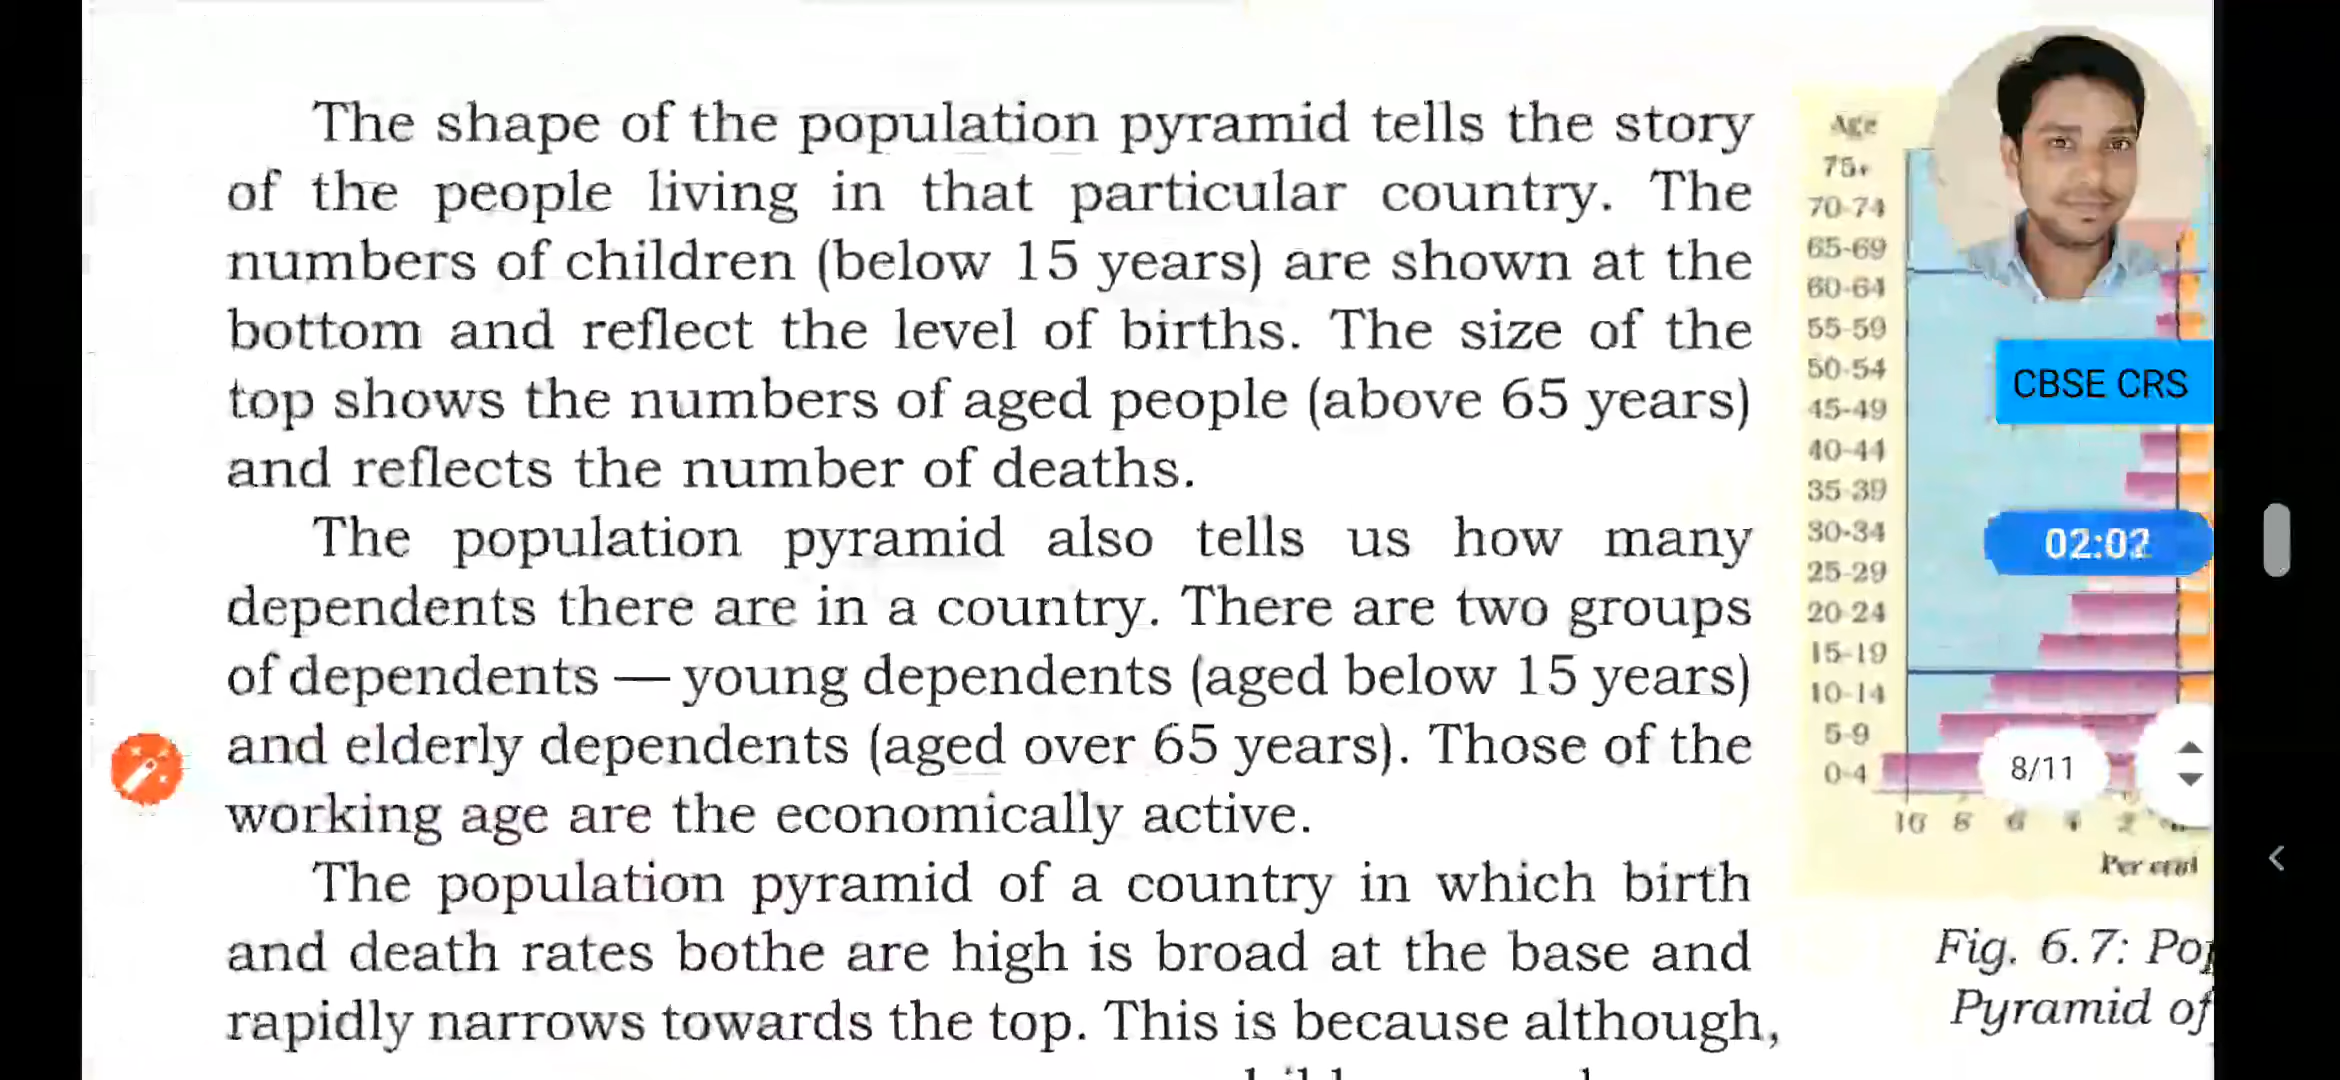 The shape of the population pyramid tells the story
of the people living in that particular country. The
numbers of children (below 15 years) are shown at the
bottom and reflect the level of births. The size of the
top shows the numbers of aged people (above 65 years)
and reflects the number of deaths.
The population pyramid also tells us how many
dependents there are in a country. There are two groups
of dependents — young dependents (aged below 15 years)
and elderly dependents (aged over 65 years). Those of the
working age are the economically active.
The population pyramid of a country in which birth
and death rates bothe are high is broad at the base and
rapidly narrows towards the top. This is because although,
Age
75+
70-74
65-69
60-64
55-59
50-54
45-49
40-44
35-39
30-34
25-29
20-24
15-19
10-14
5-9
0-4
10 8 6 4 2
Per cent
CBSE CRS
02:02
8/11
Fig. 6.7:
Pyramid of